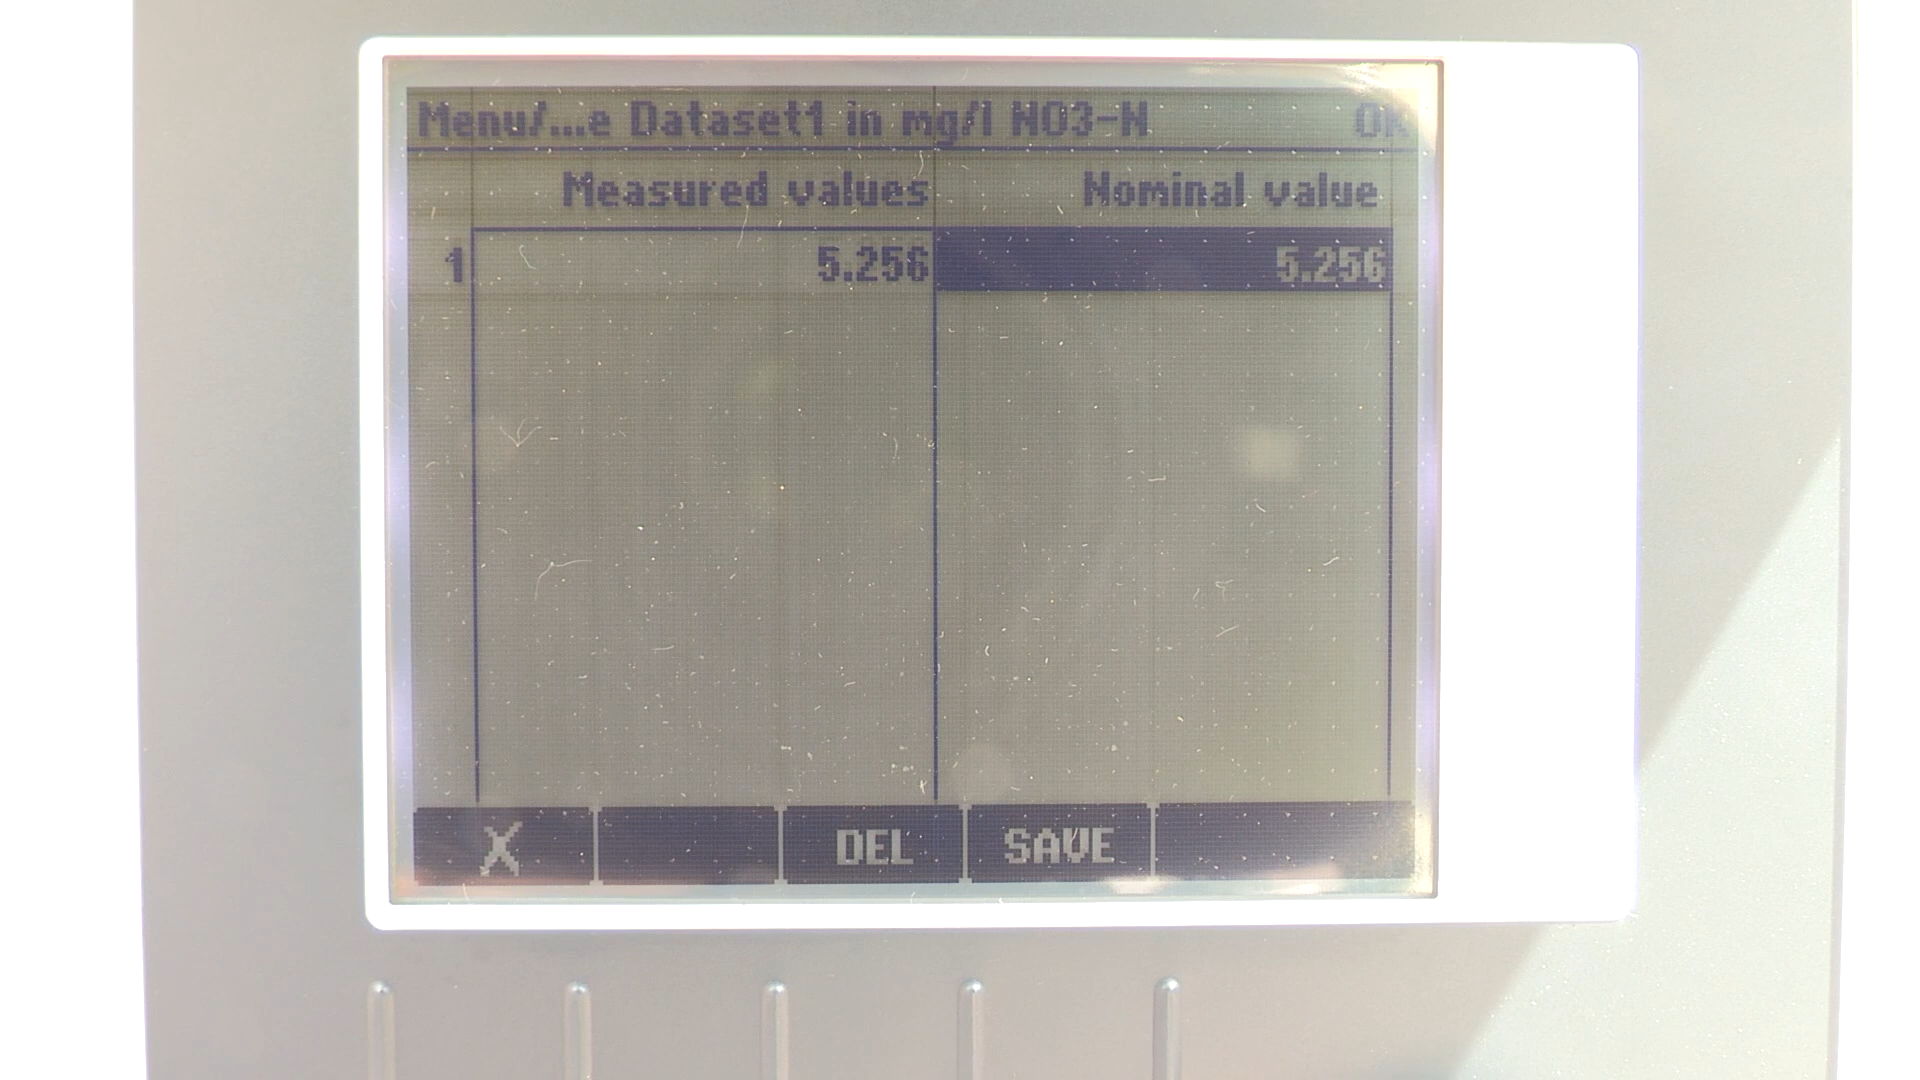 Menu/...e Dataset1 in mg/l NO3-N OK
Measured values Nominal value
1 5.256 5.256
X DEL SAVE